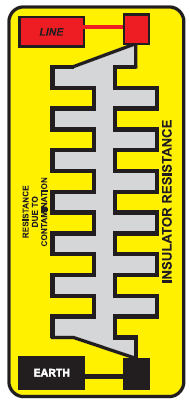 LINE
RESISTANCE
DUE TO
CONTAMINATION
INSULATOR RESISTANCE
EARTH